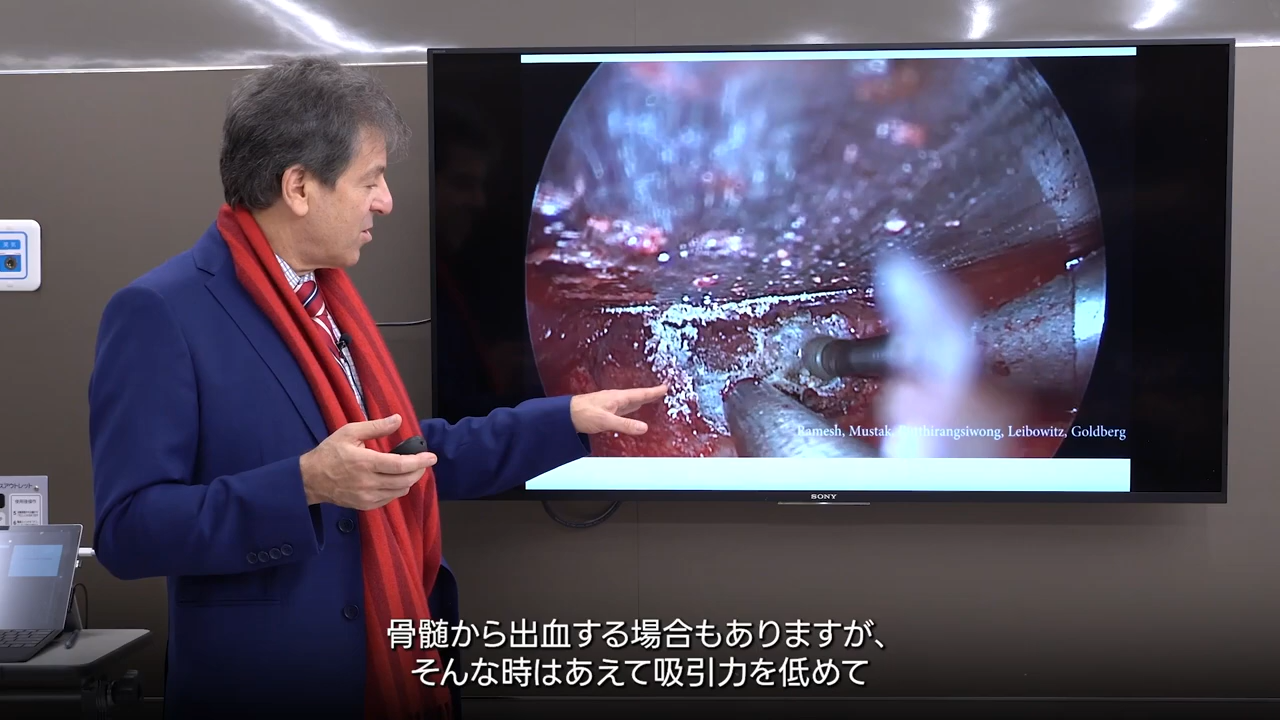 Ramesh, Mustak, Rootthirangsiwong, Leibowitz, Goldberg
SONY
骨髄から出血する場合もありますが、
そんな時はあえて吸引力を低めて